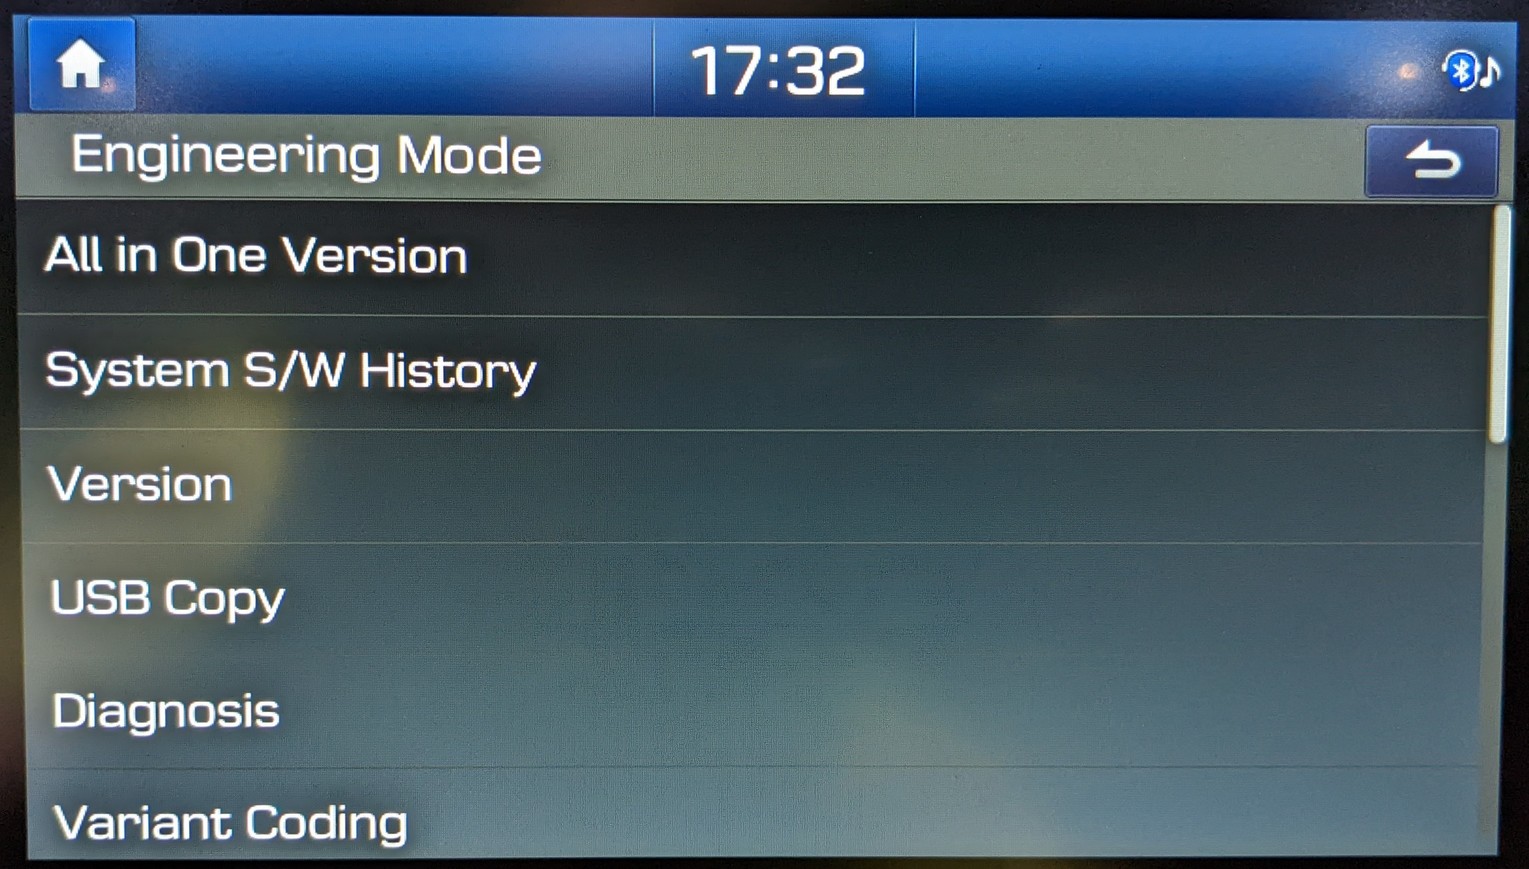 17:32
Engineering Mode
All in One Version
System S/W History
Version
USB Copy
Diagnosis
Variant Coding